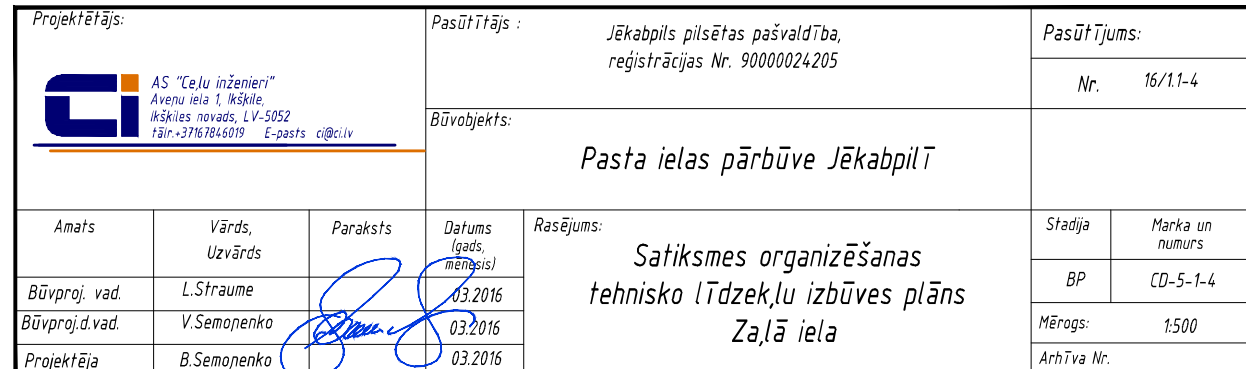 Projektētājs:
Ci
AS "Ceļu inženieri"
Aveņu iela 1, Ikšķile,
Ikšķiles novads, LV-5052
tālr.+37167846019 E-pasts ci@ci.lv
Pasūtītājs :
Jēkabpils pilsētas pašvaldība,
reģistrācijas Nr. 90000024205
Pasūtījums:
Nr. 16/1.1-4
Būvobjekts:
Pasta ielas pārbūve Jēkabpilī
Amats
Vārds,
Uzvārds
Paraksts
Datums
(gads,
mēnesis)
Būvproj. vad. L.Straume 03.2016
Būvproj.d.vad. V.Semoņenko 03.2016
Projektēja B.Semoņenko 03.2016
Rasējums:
Satiksmes organizēšanas
tehnisko līdzekļu izbūves plāns
Zaļā iela
Stadija
Marka un
numurs
BP CD-5-1-4
Mērogs: 1:500
Arhīva Nr.